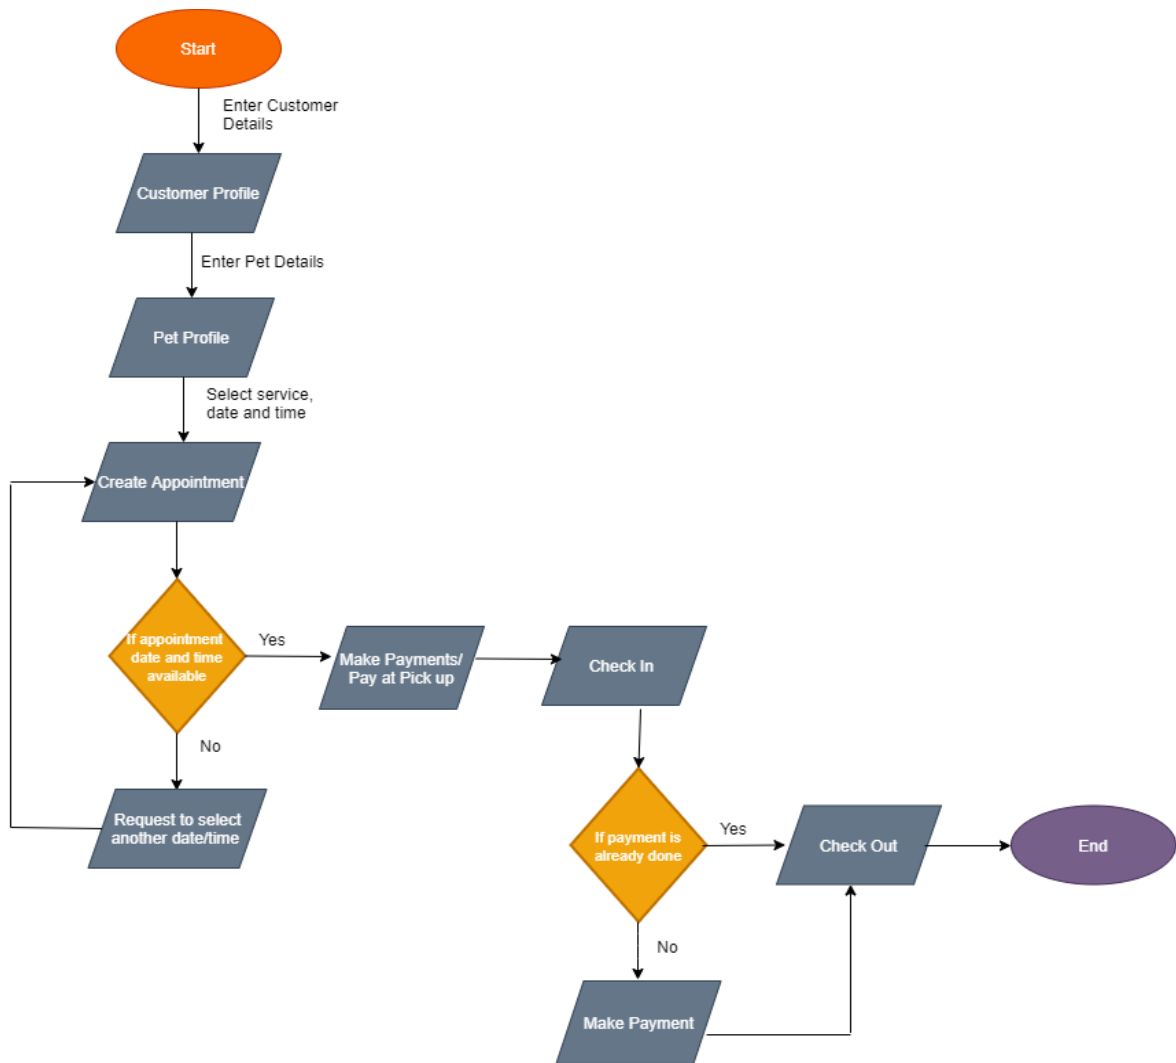 Start
Enter Customer
Details
Customer Profile
Enter Pet Details
Pet Profile
Select service,
date and time
Create Appointment
If appointment
date and time
available
Yes
Make Payments/
Pay at Pick up
Check In
No
Request to select
another date/time
If payment is
already done
Yes
Check Out
End
No
Make Payment